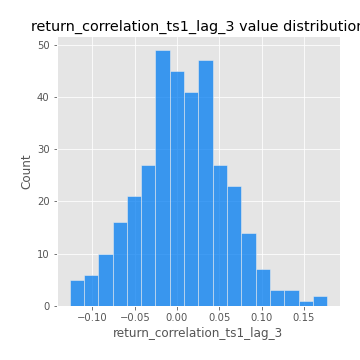 return_correlation_ts1_lag_3 value distribution
50
40
30
20
10
0
Count
−0.10 −0.05 0.00 0.05 0.10 0.15
return_correlation_ts1_lag_3